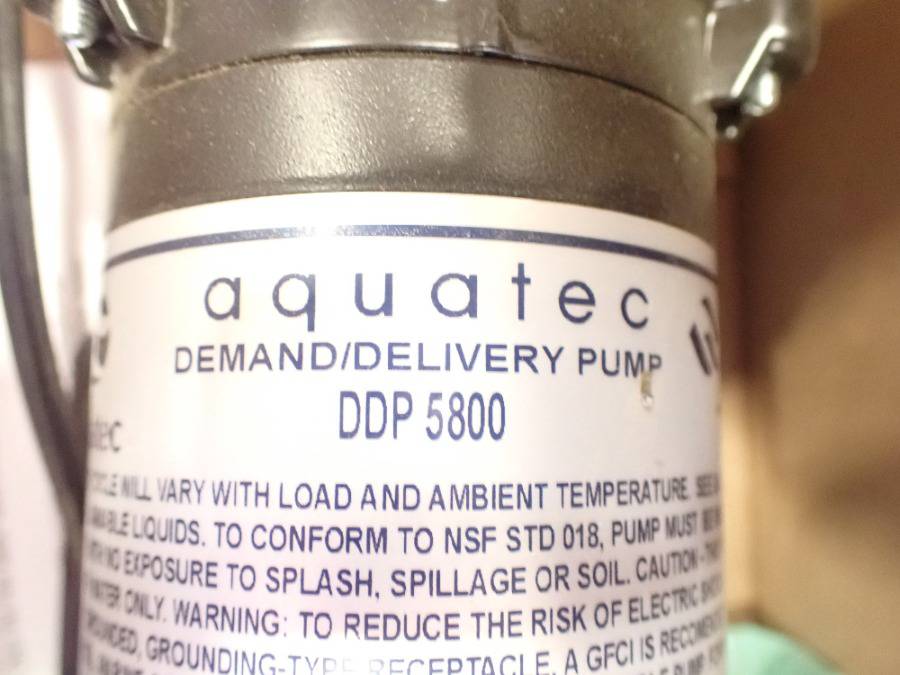 aquatec
DEMAND/DELIVERY PUMP
DDP 5800
WILL VARY WITH LOAD AND AMBIENT TEMPERATURE.
LIQUIDS. TO CONFORM TO NSF STD 018, PUMP MUST
NO EXPOSURE TO SPLASH, SPILLAGE OR SOIL. CAUTION -
WATER ONLY. WARNING: TO REDUCE THE RISK OF ELECTRIC
GROUNDING-TYPE RECEPTACLE. A GFCI IS